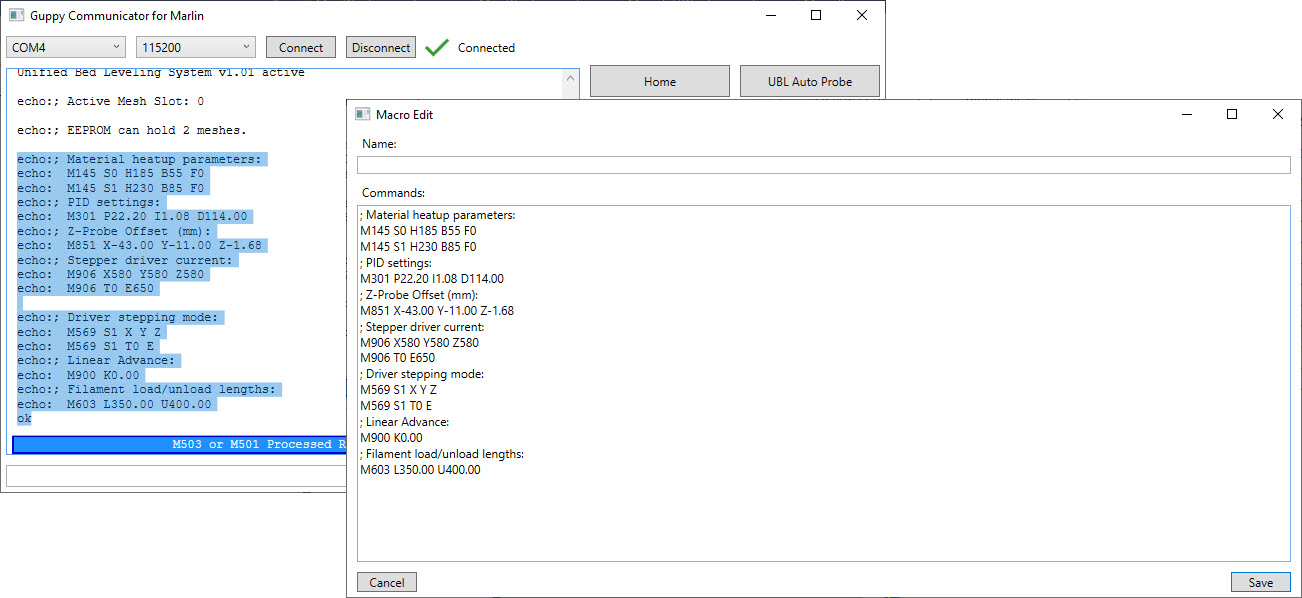 Guppy Communicator for Marlin
COM4
115200
Connect
Disconnect
Connected
Unified Bed Leveling System v1.01 active
echo:; Active Mesh Slot: 0
echo:; EEPROM can hold 2 meshes.
echo:; Material heatup parameters:
echo:  M145 S0 H185 B55 F0
echo:  M145 S1 H230 B85 F0
echo:; PID settings:
echo:  M301 P22.20 I1.08 D114.00
echo:; Z-Probe Offset (mm):
echo:  M851 X-43.00 Y-11.00 Z-1.68
echo:; Stepper driver current:
echo:  M906 X580 Y580 Z580
echo:  M906 T0 E650
echo:; Driver stepping mode:
echo:  M569 S1 X Y Z
echo:  M569 S1 T0 E
echo:; Linear Advance:
echo:  M900 K0.00
echo:; Filament load/unload lengths:
echo:  M603 L350.00 U400.00
ok
M503 or M501 Processed R
Home
UBL Auto Probe
Macro Edit
Name:
Commands:
; Material heatup parameters:
M145 S0 H185 B55 F0
M145 S1 H230 B85 F0
; PID settings:
M301 P22.20 I1.08 D114.00
; Z-Probe Offset (mm):
M851 X-43.00 Y-11.00 Z-1.68
; Stepper driver current:
M906 X580 Y580 Z580
M906 T0 E650
; Driver stepping mode:
M569 S1 X Y Z
M569 S1 T0 E
; Linear Advance:
M900 K0.00
; Filament load/unload lengths:
M603 L350.00 U400.00
Cancel
Save